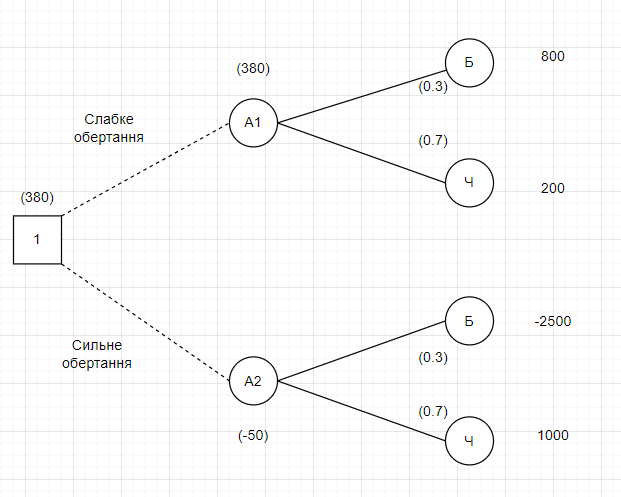 Б
800
(380)
(0.3)
Слабке
обертання
А1
(0.7)
Ч
200
(380)
1
Б
-2500
Сильне
обертання
(0.3)
А2
(0.7)
(-50)
Ч
1000